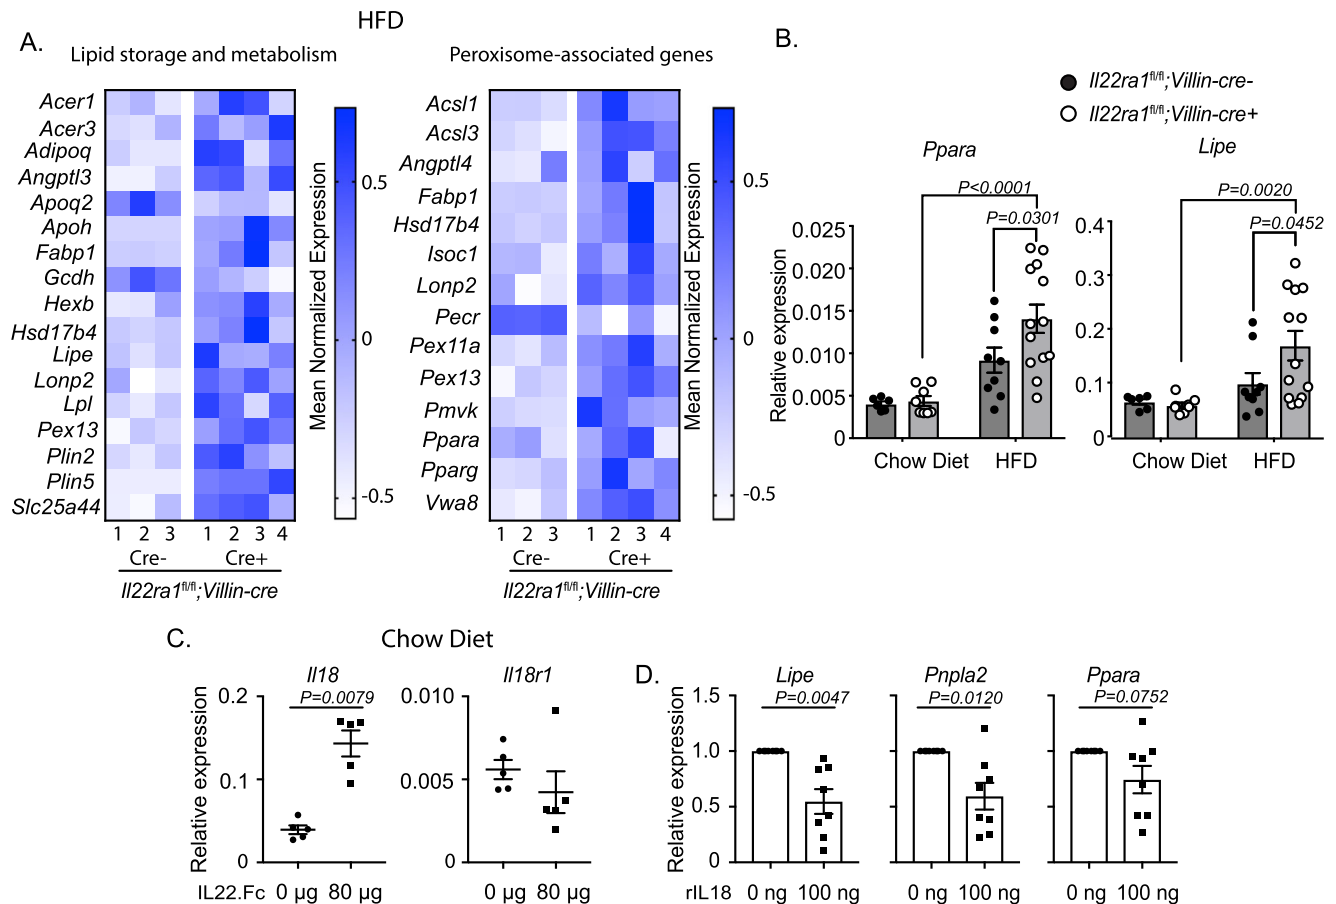 HFD
A.
Lipid storage and metabolism
Acer1
Acer3
Adipoq
Angptl3
Apoq2
Apoh
Fabp1
Gcdh
Hexb
Hsd17b4
Lipe
Lonp2
Lpl
Pex13
Plin2
Plin5
Slc25a44
1 2 3 1 2 3 4
Cre- Cre+
Il22ra1fl/fl;Villin-cre
0.5
0
-0.5
Mean Normalized Expression
Peroxisome-associated genes
Acsl1
Acsl3
Angptl4
Fabp1
Hsd17b4
Isoc1
Lonp2
Pecr
Pex11a
Pex13
Pmvk
Ppara
Pparg
Vwa8
1 2 3 1 2 3 4
Cre- Cre+
Il22ra1fl/fl;Villin-cre
0.5
0
-0.5
Mean Normalized Expression
B.
Il22ra1fl/fl;Villin-cre-
Il22ra1fl/fl;Villin-cre+
Ppara
P<0.0001
P=0.0301
Relative expression
0.025
0.020
0.015
0.010
0.005
0
Chow Diet HFD
Lipe
P=0.0020
P=0.0452
0.4
0.3
0.2
0.1
0
Chow Diet HFD
C.
Chow Diet
Il18
P=0.0079
Relative expression
0.2
0.1
0
IL22.Fc 0 µg 80 µg
Il18r1
0.010
0.005
0
0 µg 80 µg
D.
Lipe
P=0.0047
Relative expression
1.5
1.0
0.5
0
rIL18 0 ng 100 ng
Pnpla2
P=0.0120
0 ng 100 ng
Ppara
P=0.0752
0 ng 100 ng